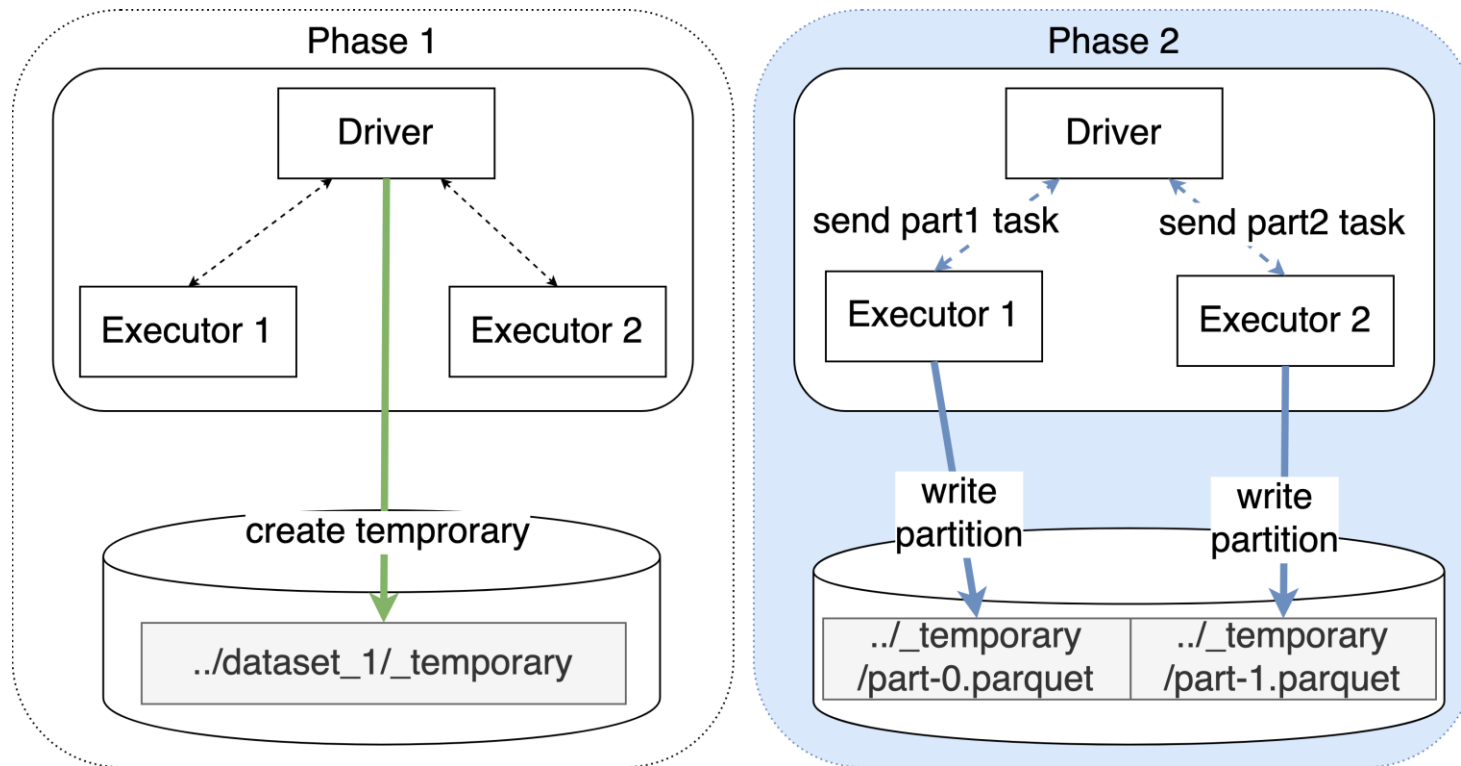 Phase 1
Driver
Executor 1
Executor 2
create temprorary
../dataset_1/_temporary
Phase 2
Driver
send part1 task
send part2 task
Executor 1
Executor 2
write
partition
write
partition
../_temporary
/part-0.parquet
../_temporary
/part-1.parquet